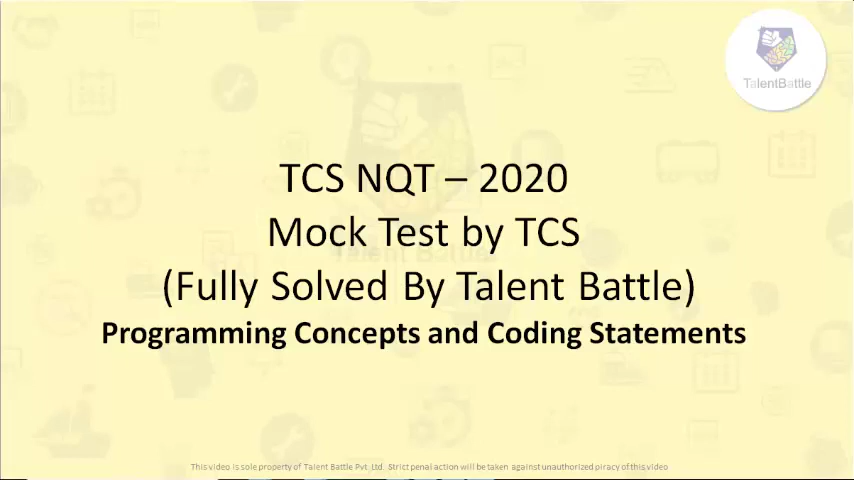 TalentBattle
TCS NQT – 2020
Mock Test by TCS
Talent Battle
(Fully Solved By Talent Battle)
Programming Concepts and Coding Statements
This video is sole property of Talent Battle Pvt. Ltd. Strict penal action will be taken against unauthorized piracy of this video